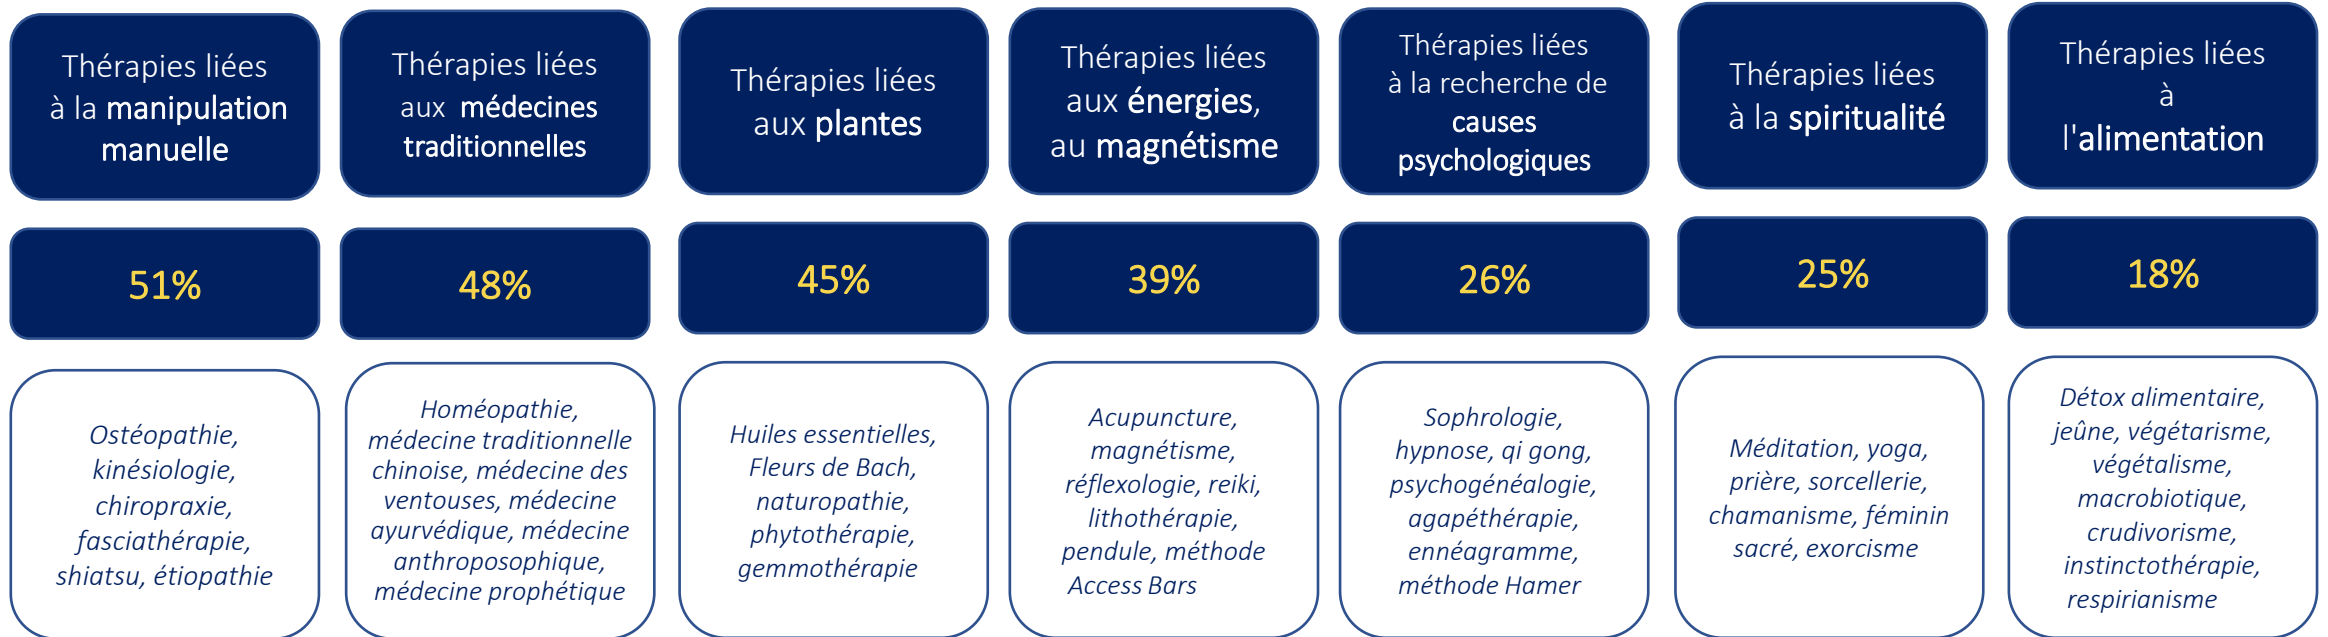 Thérapies liées
à la manipulation
manuelle
Thérapies liées
aux médecines
traditionnelles
Thérapies liées
aux plantes
Thérapies liées
aux énergies,
au magnétisme
Thérapies liées
à la recherche de
causes
psychologiques
Thérapies liées
à la spiritualité
Thérapies liées
à
l'alimentation
51%
48%
45%
39%
26%
25%
18%
Ostéopathie,
kinésiologie,
chiropraxie,
fasciathérapie,
shiatsu, étiopathie
Homéopathie,
médecine traditionnelle
chinoise, médecine des
ventouses, médecine
ayurvédique, médecine
anthroposophique,
médecine prophétique
Huiles essentielles,
Fleurs de Bach,
naturopathie,
phytothérapie,
gemmothérapie
Acupuncture,
magnétisme,
réflexologie, reiki,
lithothérapie,
pendule, méthode
Access Bars
Sophrologie,
hypnose, qi gong,
psychogénéalogie,
agapéthérapie,
ennéagramme,
méthode Hamer
Méditation, yoga,
prière, sorcellerie,
chamanisme, féminin
sacré, exorcisme
Détox alimentaire,
jeûne, végétarisme,
végétalisme,
macrobiotique,
crudivorisme,
instinctothérapie,
respirianisme